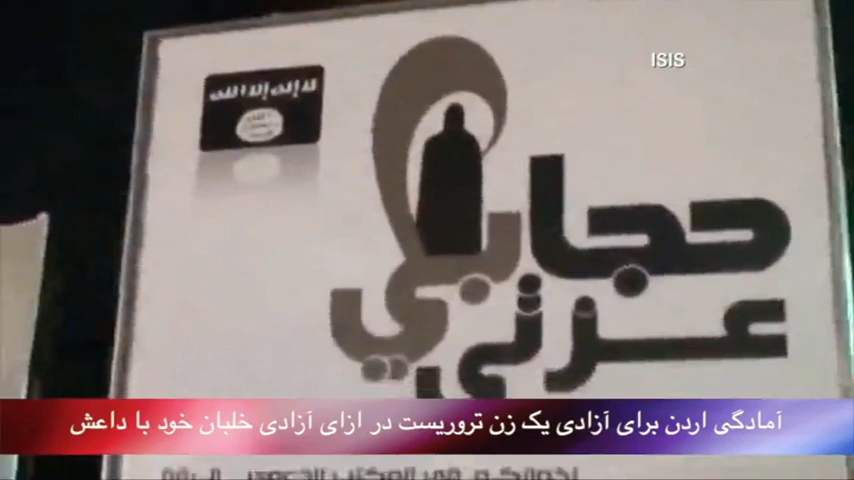 ISIS
لا إله إلا الله
حجابي
عزتي
آمادگی اردن برای آزادی یک زن تروریست در ازای آزادی خلبان خود با داعش